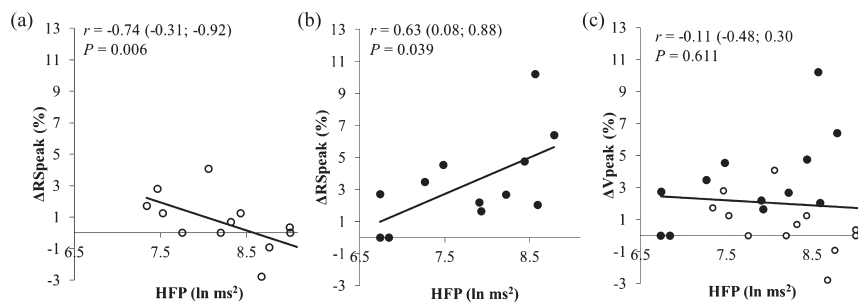 (a)
r = -0.74 (-0.31; -0.92)
P = 0.006
13
11
9
7
5
3
1
-1
-3
6.5
7.5
8.5
ΔRSpeak (%)
HFP (ln ms²)
(b)
r = 0.63 (0.08; 0.88)
P = 0.039
13
11
9
7
5
3
1
-1
-3
6.5
7.5
8.5
ΔRSpeak (%)
HFP (ln ms²)
(c)
r = -0.11 (-0.48; 0.30
P = 0.611
13
11
9
7
5
3
1
-1
-3
6.5
7.5
8.5
ΔVpeak (%)
HFP (ln ms²)